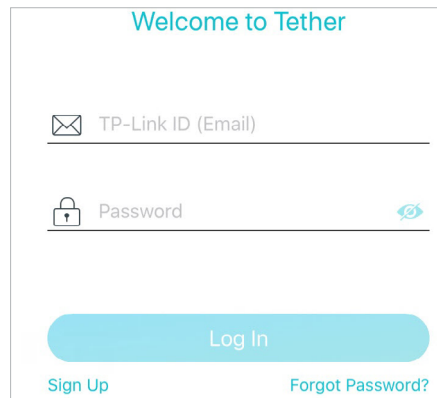 Welcome to Tether
TP-Link ID (Email)
Password
Log In
Sign Up Forgot Password?